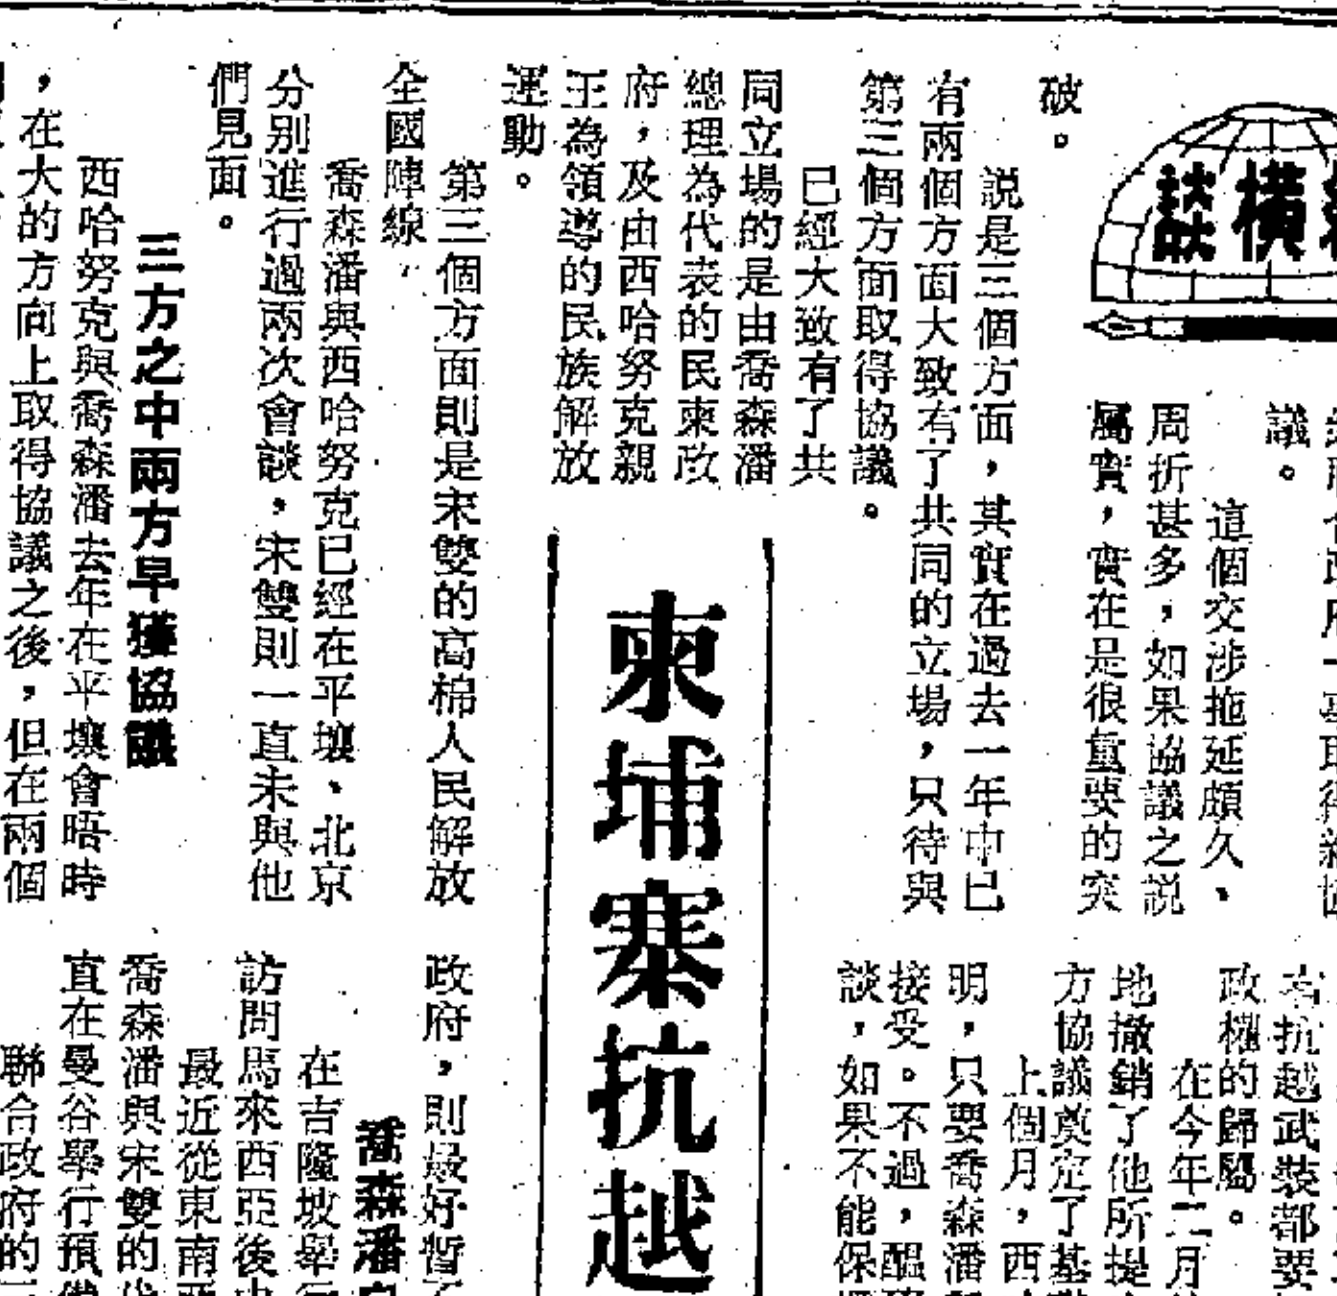 橫談
議。
這個交涉拖延頗久、
周折甚多，如果協議之説
屬實，實在是很重要的突
破。
説是三個方面，其實在過去一年中已
有兩個方面大致有了共同的立場，只待與
第三個方面取得協議。
已經大致有了共
同立場的是由喬森潘
總理為代表的民柬政
府，及由西哈努克親
王為領導的民族解放
運動。
第三個方面則是宋雙的高棉人民解放
全國陣線
喬森潘與西哈努克已經在平壤、北京
分别進行過兩次會談，宋雙則一直未與他
們見面。
三方之中兩方早獲協議
西哈努克與喬森潘去年在平壤會晤時
，在大的方向上取得協議之後，但在兩個
柬埔寨抗越
抗越武裝都要
政權的歸屬。
在今年二月
地撤銷了他所提
方協議奠定了基
上個月，西
明，只要喬森潘
接受。不過，醞
談，如果不能保
政府，則最好暫
喬森潘
在吉隆坡舉行
訪問馬來西亞後
最近從東南亞
喬森潘與宋雙的代
直在曼谷舉行預備
聯合政府的